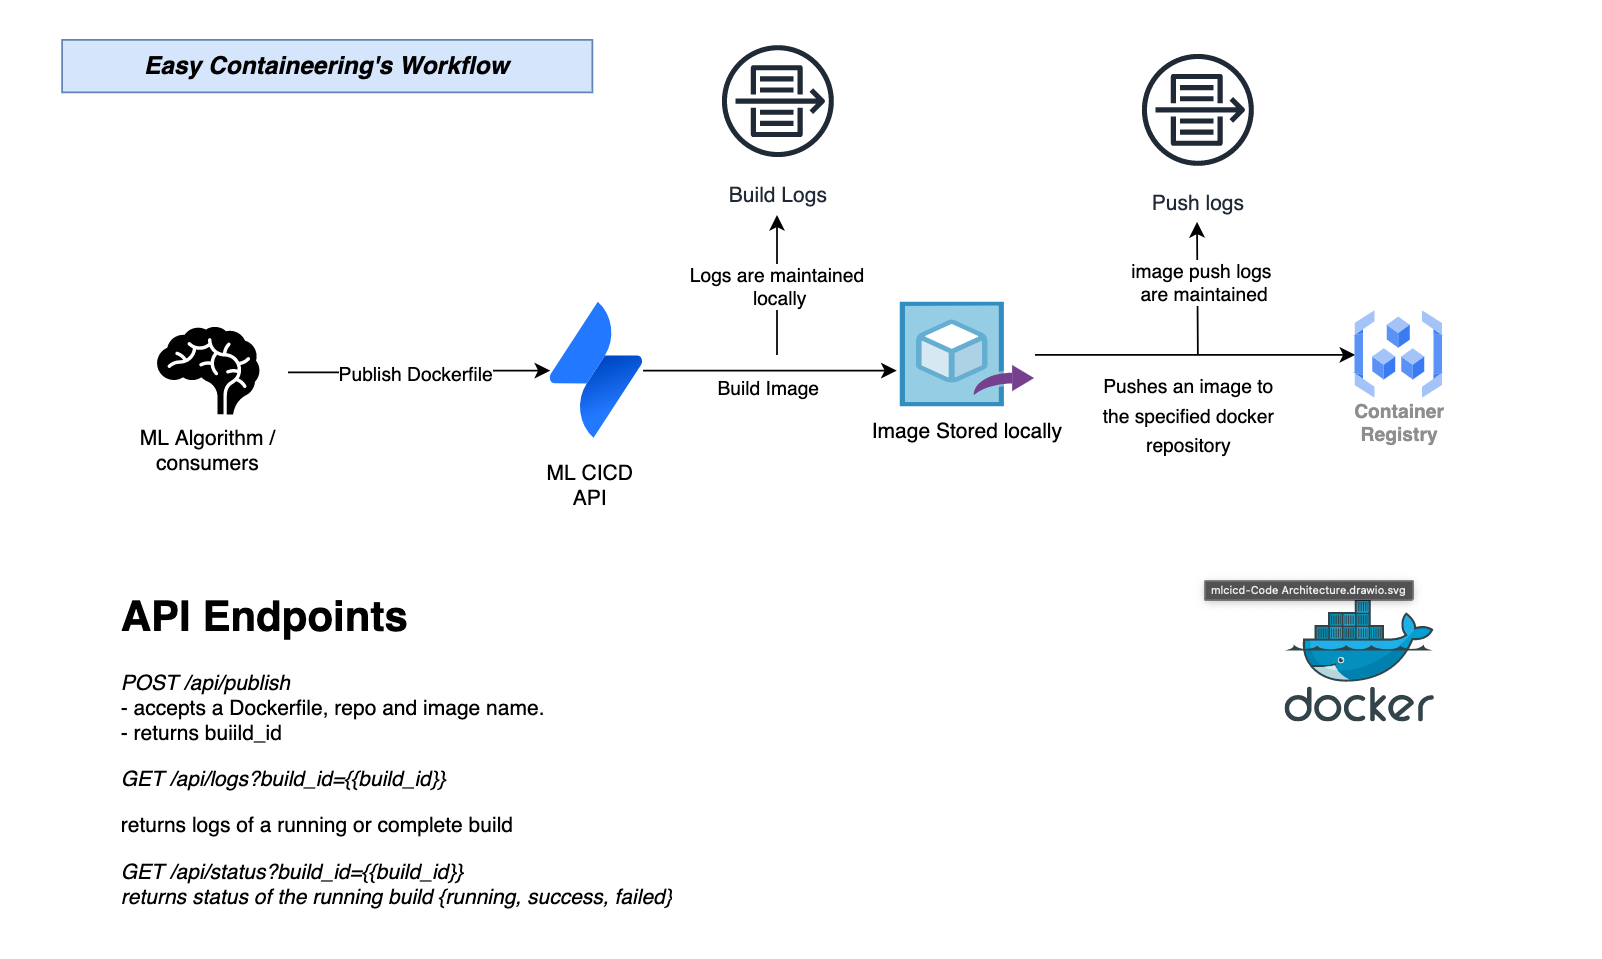 Easy Containeering's Workflow
Build Logs
Push logs
Logs are maintained
locally
image push logs
are maintained
Publish Dockerfile
Build Image
Pushes an image to
the specified docker
repository
ML Algorithm /
consumers
ML CICD
API
Image Stored locally
Container
Registry
API Endpoints
POST /api/publish
- accepts a Dockerfile, repo and image name.
- returns buiild_id
GET /api/logs?build_id={{build_id}}
returns logs of a running or complete build
GET /api/status?build_id={{build_id}}
returns status of the running build {running, success, failed}
mlcicd-Code Architecture.drawio.svg
docker